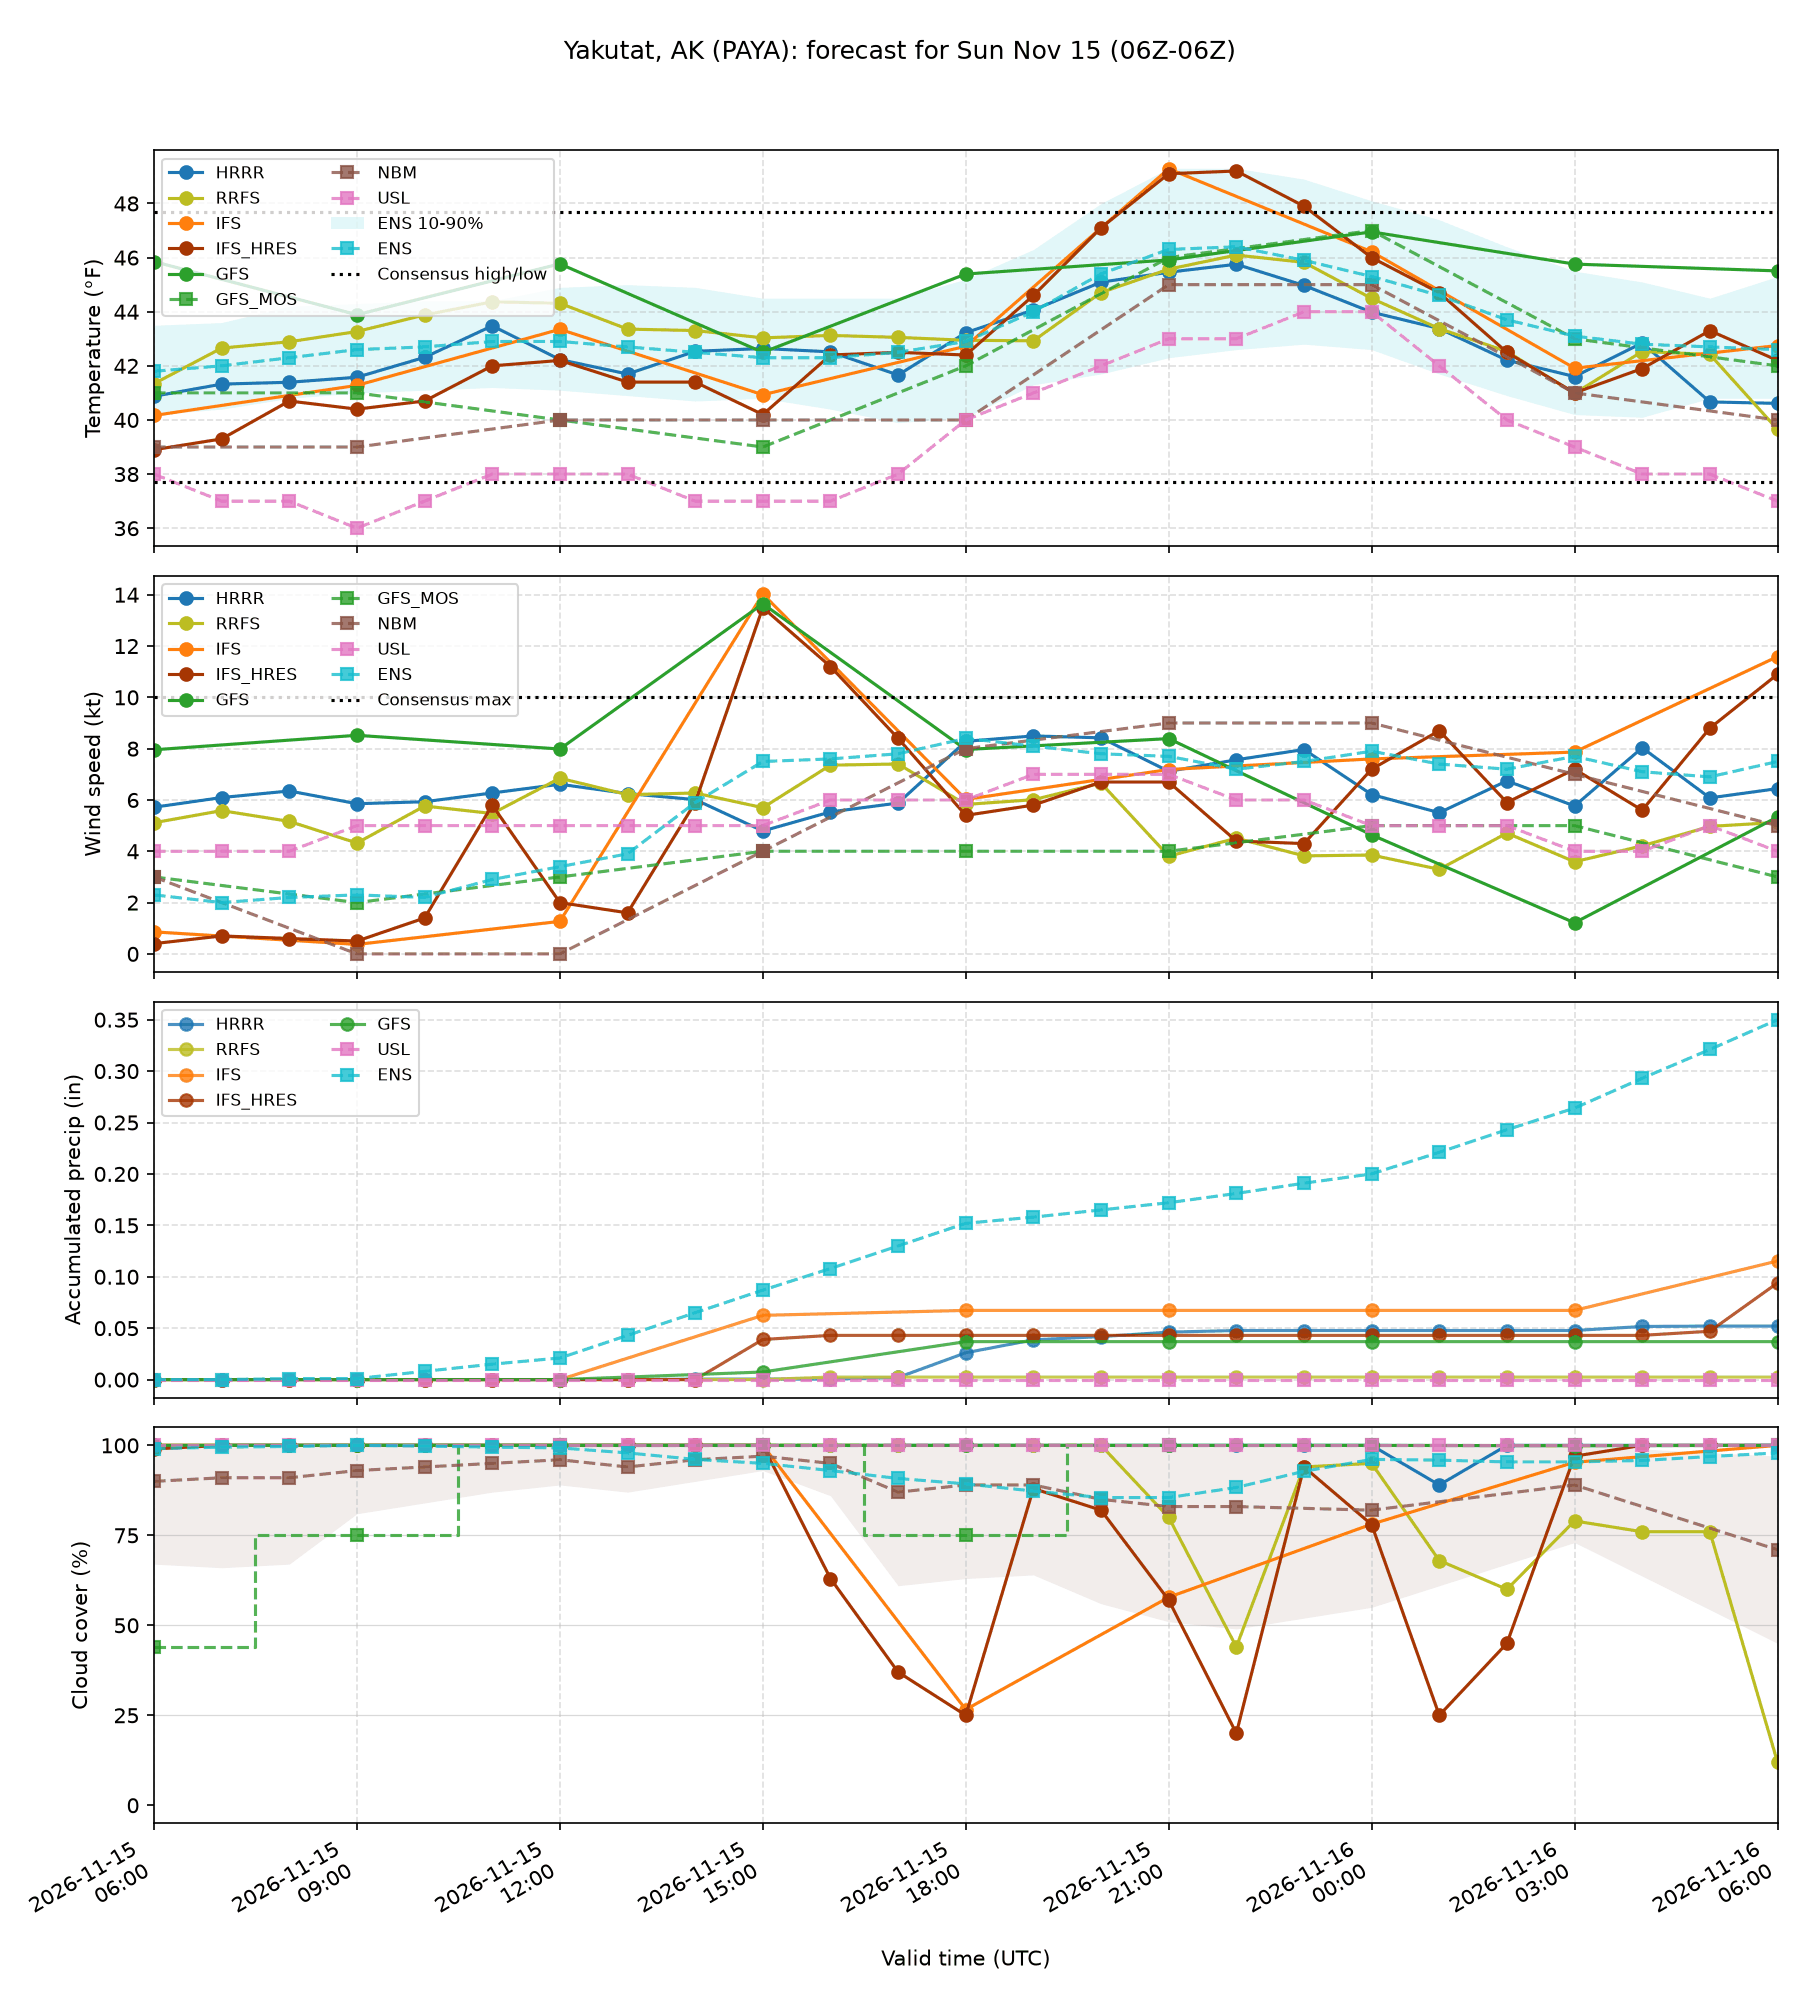 Yakutat, AK (PAYA): forecast for Sun Nov 15 (06Z-06Z)
Temperature (°F)
48
46
44
42
40
38
36
HRRR
RRFS
IFS
IFS_HRES
GFS
GFS_MOS
NBM
USL
ENS 10-90%
ENS
Consensus high/low
Wind speed (kt)
14
12
10
8
6
4
2
0
HRRR
RRFS
IFS
IFS_HRES
GFS
GFS_MOS
NBM
USL
ENS
Consensus max
Accumulated precip (in)
0.35
0.30
0.25
0.20
0.15
0.10
0.05
0.00
HRRR
RRFS
IFS
IFS_HRES
GFS
USL
ENS
Cloud cover (%)
100
75
50
25
0
2026-11-15
06:00
2026-11-15
09:00
2026-11-15
12:00
2026-11-15
15:00
2026-11-15
18:00
2026-11-15
21:00
2026-11-16
00:00
2026-11-16
03:00
2026-11-16
06:00
Valid time (UTC)